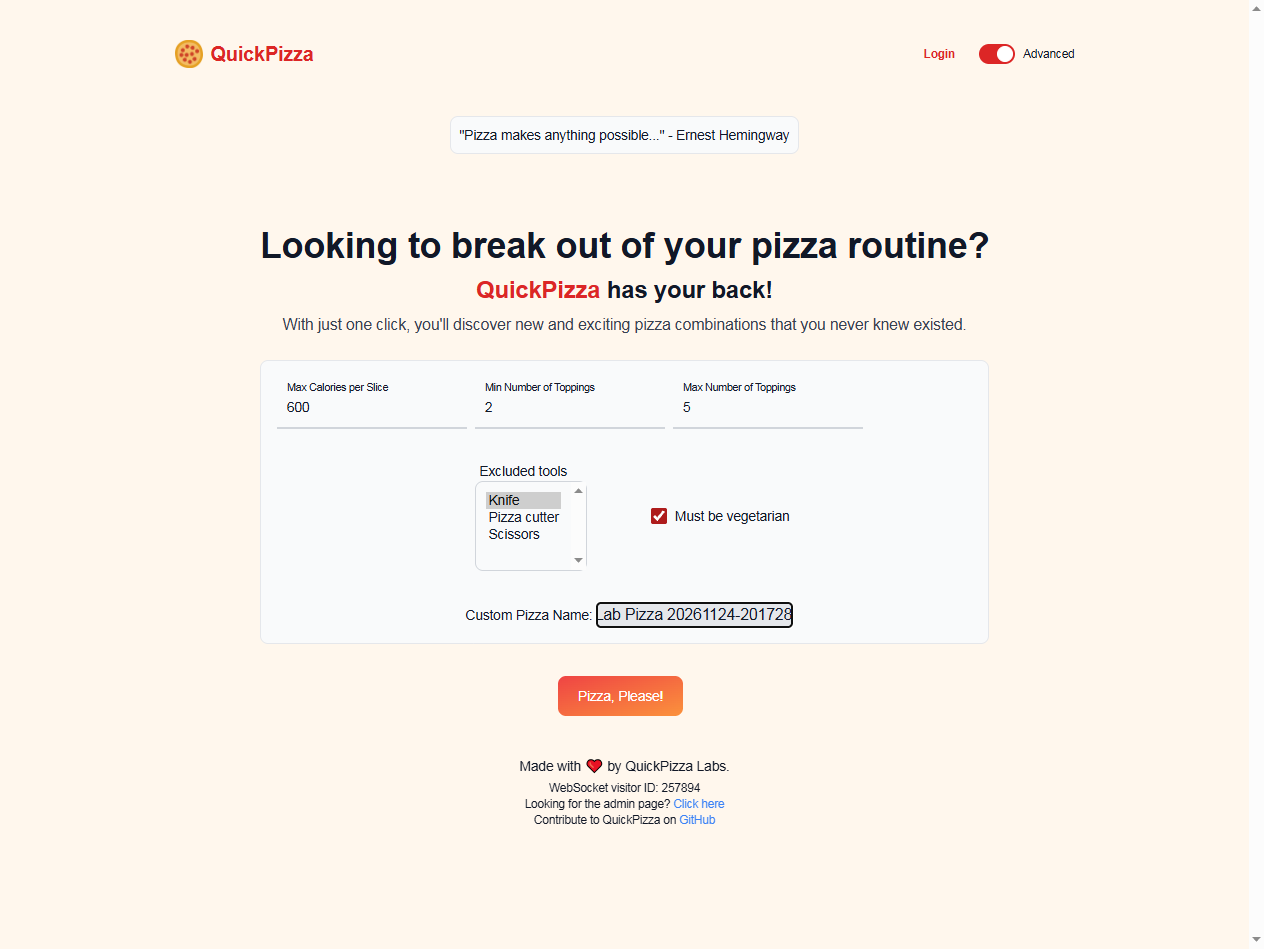 QuickPizza
Login
Advanced
"Pizza makes anything possible..." - Ernest Hemingway
Looking to break out of your pizza routine?
QuickPizza has your back!
With just one click, you'll discover new and exciting pizza combinations that you never knew existed.
Max Calories per Slice
600
Min Number of Toppings
2
Max Number of Toppings
5
Excluded tools
Knife
Pizza cutter
Scissors
Must be vegetarian
Custom Pizza Name: Lab Pizza 20261124-201728
Pizza, Please!
Made with by QuickPizza Labs.
WebSocket visitor ID: 257894
Looking for the admin page? Click here
Contribute to QuickPizza on GitHub